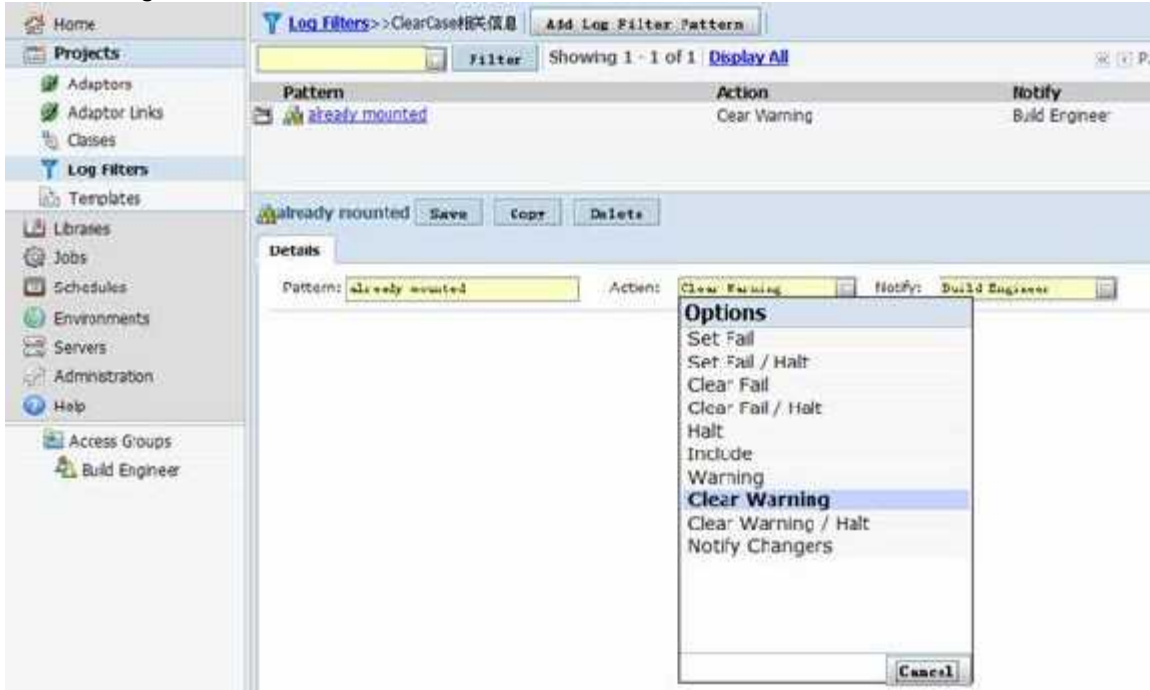 Home
Projects
Adaptors
Adaptor Links
Classes
Log Filters
Templates
Libraries
Jobs
Schedules
Environments
Servers
Administration
Help
Access Groups
Build Engineer
Log Filters>>ClearCase相关信息 Add Log Filter Pattern
Filter Showing 1 - 1 of 1 Display All
Pattern Action Notify
already mounted Clear Warning Build Engineer
already mounted Save Copy Delete
Details
Pattern: already mounted Action: Clear Warning Notify: Build Engineer
Options
Set Fail
Set Fail / Halt
Clear Fail
Clear Fail / Halt
Halt
Include
Warning
Clear Warning
Clear Warning / Halt
Notify Changers
Cancel